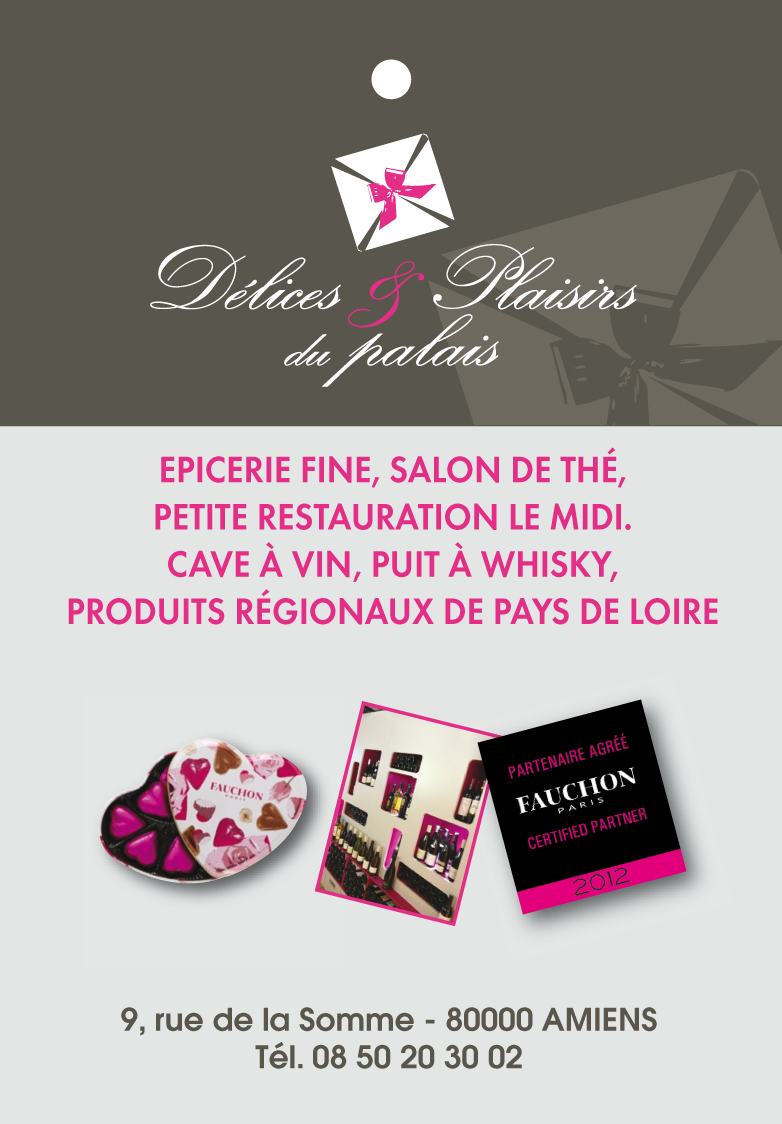 Délices & Plaisirs
du palais
EPICERIE FINE, SALON DE THÉ,
PETITE RESTAURATION LE MIDI.
CAVE À VIN, PUIT À WHISKY,
PRODUITS RÉGIONAUX DE PAYS DE LOIRE
FAUCHON
PARIS
PARTENAIRE AGRÉÉ
FAUCHON
PARIS
CERTIFIED PARTNER
2012
9, rue de la Somme - 80000 AMIENS
Tél. 08 50 20 30 02